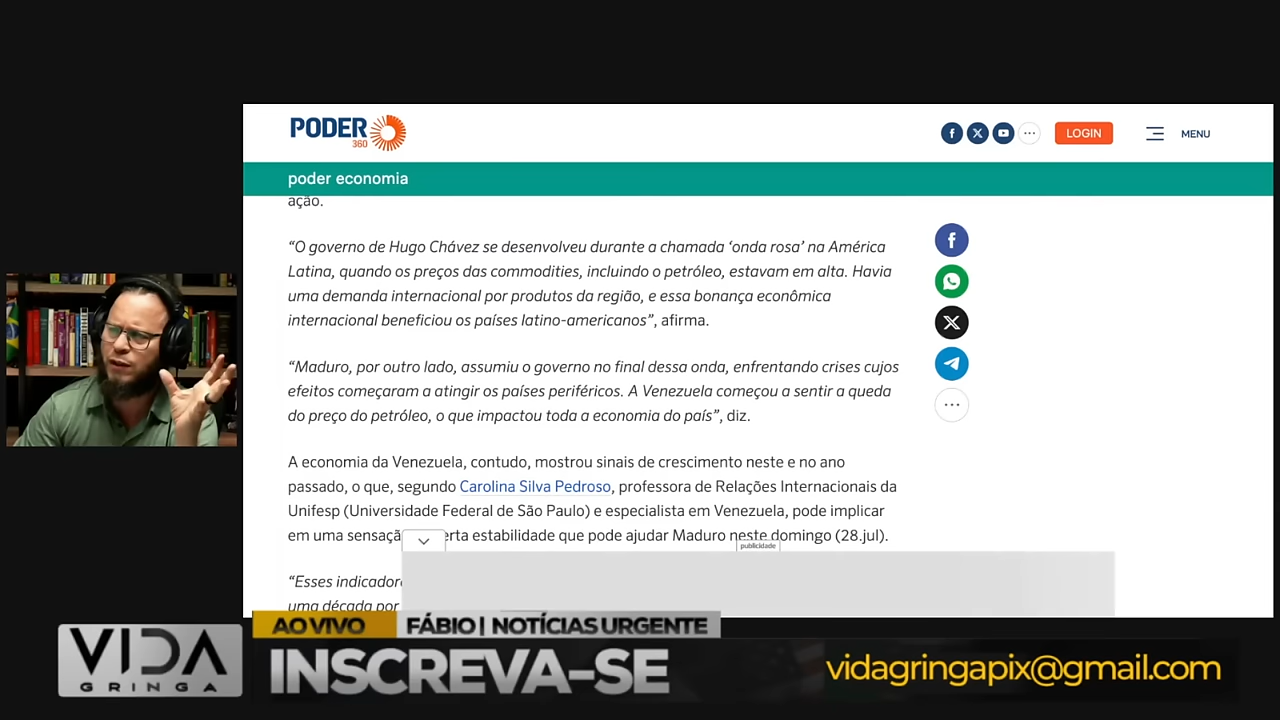 PODER
360
LOGIN
MENU
poder economia
ação.
“O governo de Hugo Chávez se desenvolveu durante a chamada ‘onda rosa’ na América
Latina, quando os preços das commodities, incluindo o petróleo, estavam em alta. Havia
uma demanda internacional por produtos da região, e essa bonança econômica
internacional beneficiou os países latino-americanos”, afirma.
“Maduro, por outro lado, assumiu o governo no final dessa onda, enfrentando crises cujos
efeitos começaram a atingir os países periféricos. A Venezuela começou a sentir a queda
do preço do petróleo, o que impactou toda a economia do país”, diz.
A economia da Venezuela, contudo, mostrou sinais de crescimento neste e no ano
passado, o que, segundo Carolina Silva Pedroso, professora de Relações Internacionais da
Unifesp (Universidade Federal de São Paulo) e especialista em Venezuela, pode implicar
em uma sensaçã erta estabilidade que pode ajudar Maduro neste domingo (28.jul).
publicidade
“Esses indicador
uma década por
AO VIVO
FÁBIO | NOTÍCIAS URGENTE
VIDA
GRINGA
INSCREVA-SE
vidagringapix@gmail.com